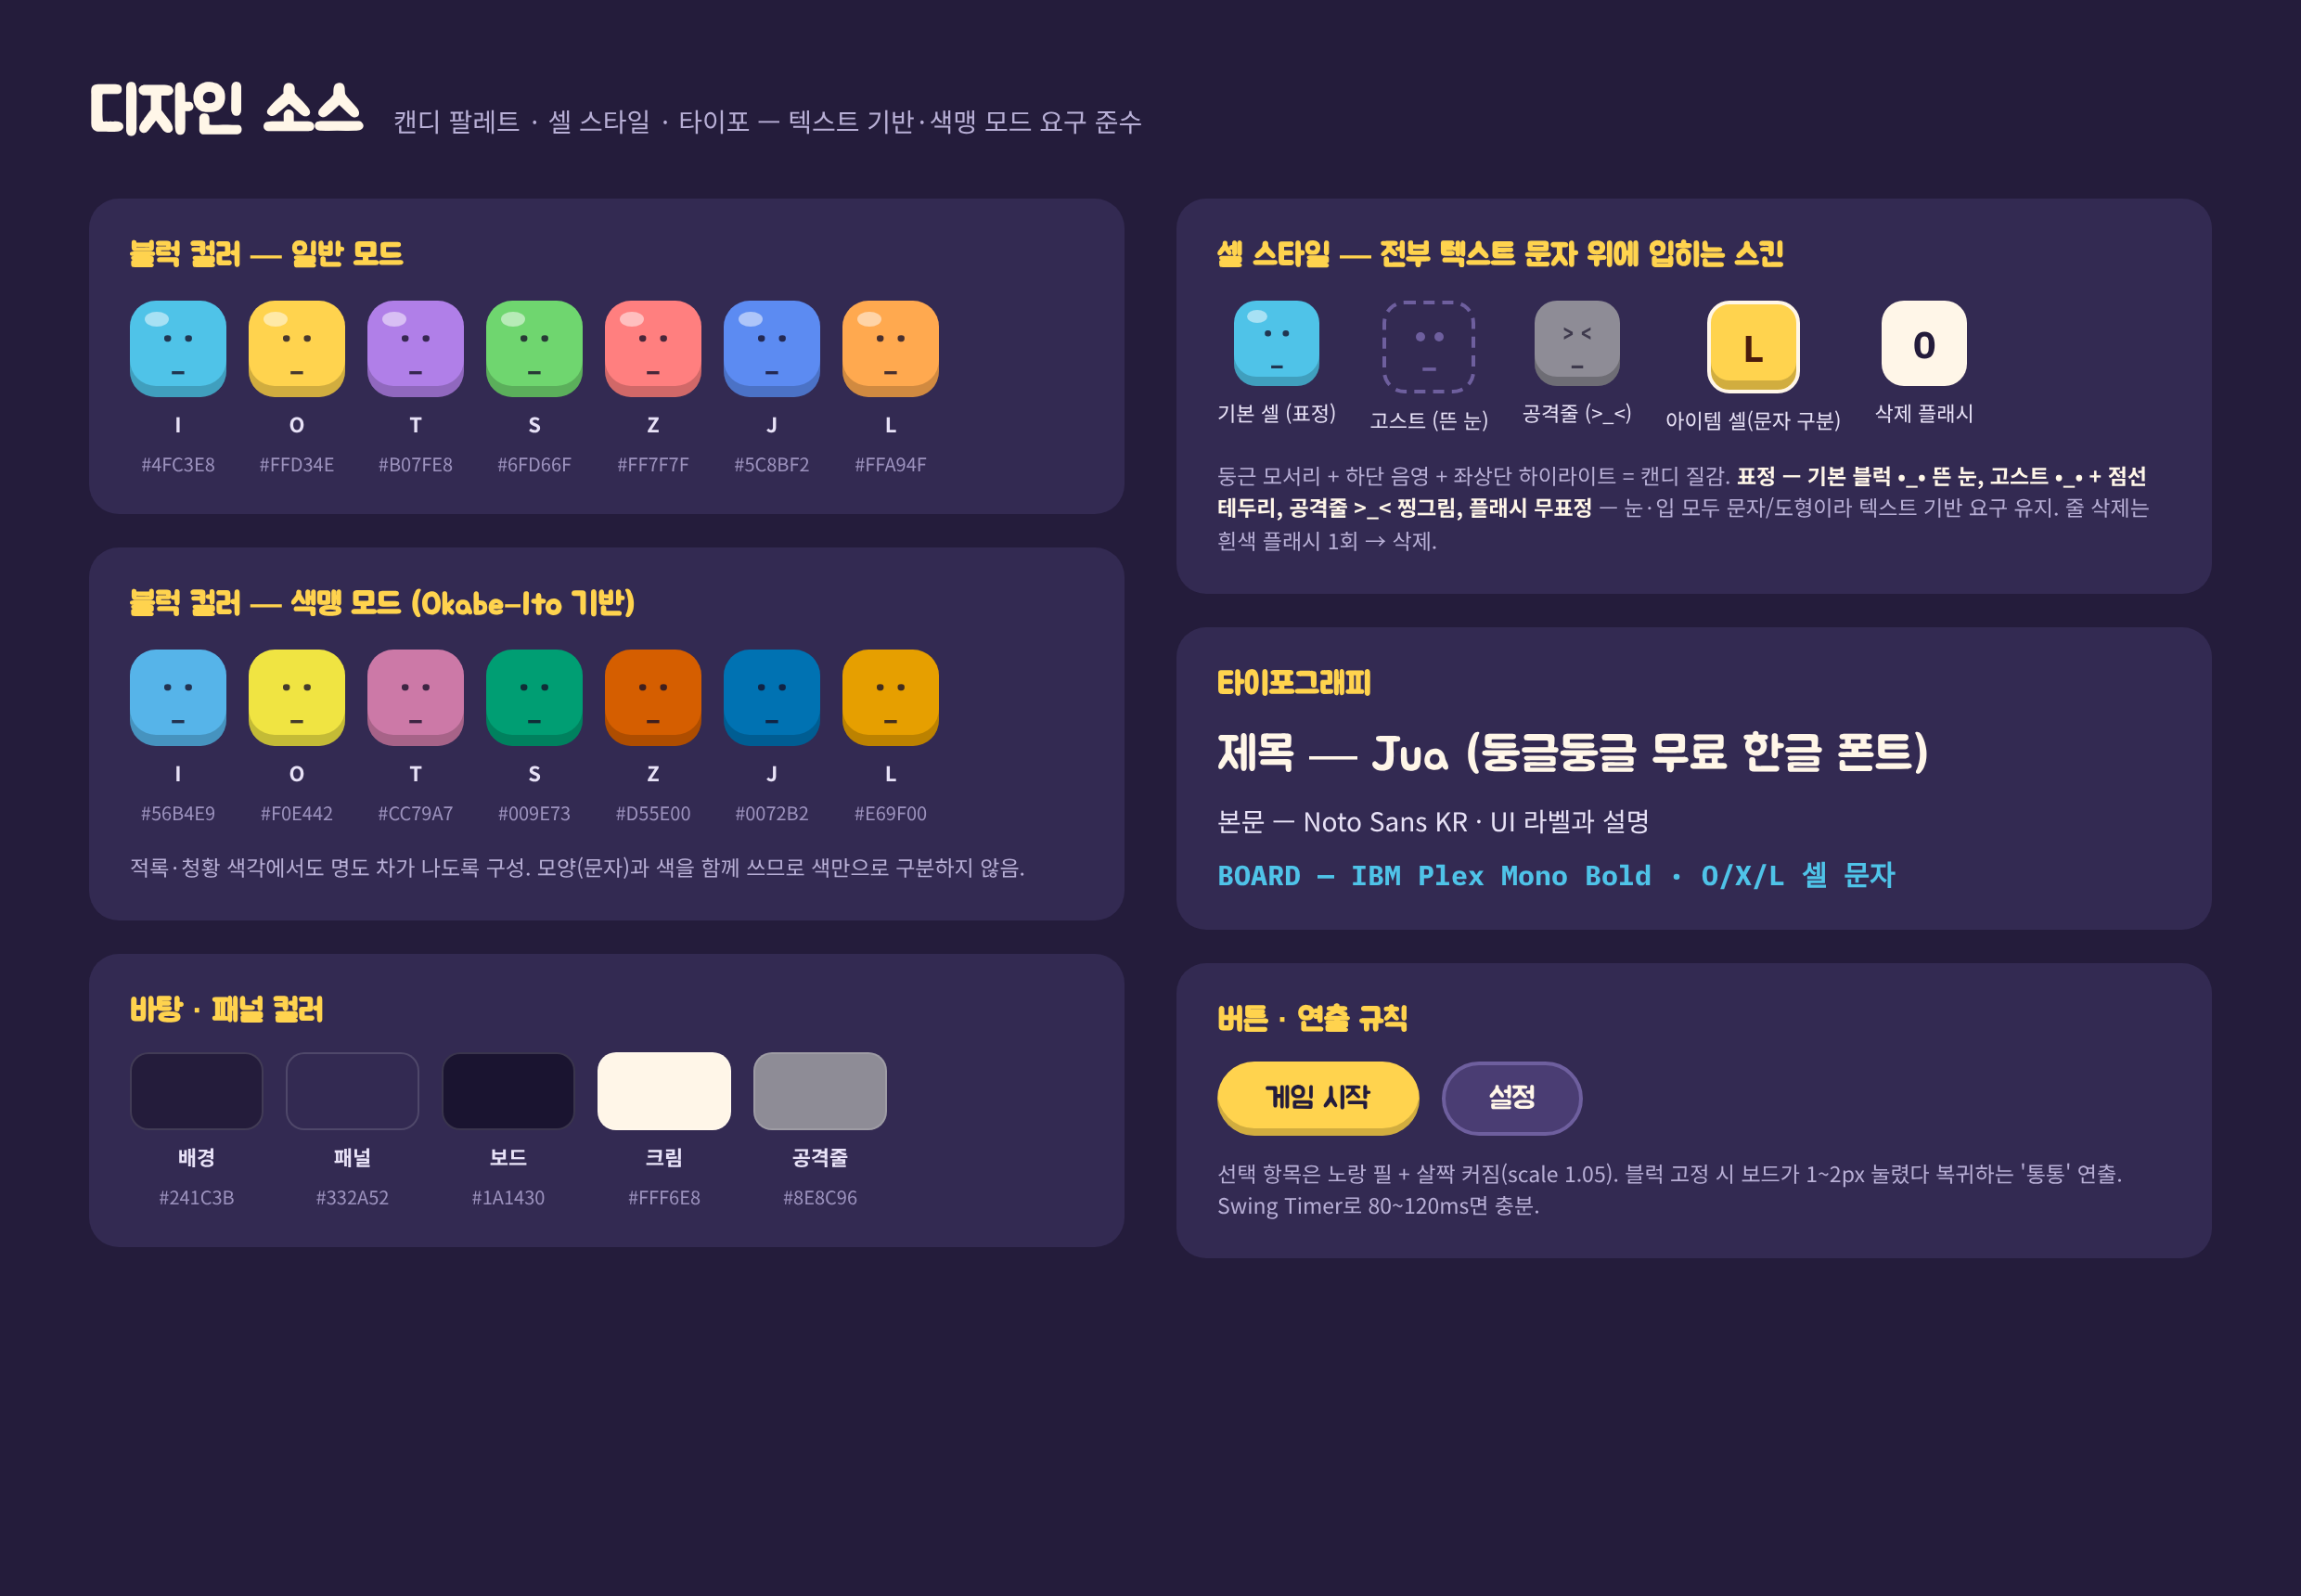 디자인 소스
캔디 팔레트 · 셀 스타일 · 타이포 — 텍스트 기반·색맹 모드 요구 준수
블럭 컬러 — 일반 모드
I O T S Z J L
#4FC3E8 #FFD34E #B07FE8 #6FD66F #FF7F7F #5C8BF2 #FFA94F
블럭 컬러 — 색맹 모드 (Okabe-Ito 기반)
I O T S Z J L
#56B4E9 #F0E442 #CC79A7 #009E73 #D55E00 #0072B2 #E69F00
적록·청황 색각에서도 명도 차가 나도록 구성. 모양(문자)과 색을 함께 쓰므로 색만으로 구분하지 않음.
바탕 · 패널 컬러
배경 패널 보드 크림 공격줄
#241C3B #332A52 #1A1430 #FFF6E8 #8E8C96
셀 스타일 — 전부 텍스트 문자 위에 입히는 스킨
> <
L
O
기본 셀 (표정) 고스트 (뜬 눈) 공격줄 (>_<) 아이템 셀(문자 구분) 삭제 플래시
둥근 모서리 + 하단 음영 + 좌상단 하이라이트 = 캔디 질감. 표정 — 기본 블럭 •_• 뜬 눈, 고스트 •_• + 점선
테두리, 공격줄 >_< 찡그림, 플래시 무표정 — 눈·입 모두 문자/도형이라 텍스트 기반 요구 유지. 줄 삭제는
흰색 플래시 1회 → 삭제.
타이포그래피
제목 — Jua (둥글둥글 무료 한글 폰트)
본문 — Noto Sans KR · UI 라벨과 설명
BOARD — IBM Plex Mono Bold · O/X/L 셀 문자
버튼 · 연출 규칙
게임 시작 설정
선택 항목은 노랑 필 + 살짝 커짐(scale 1.05). 블럭 고정 시 보드가 1~2px 눌렸다 복귀하는 '통통' 연출.
Swing Timer로 80~120ms면 충분.